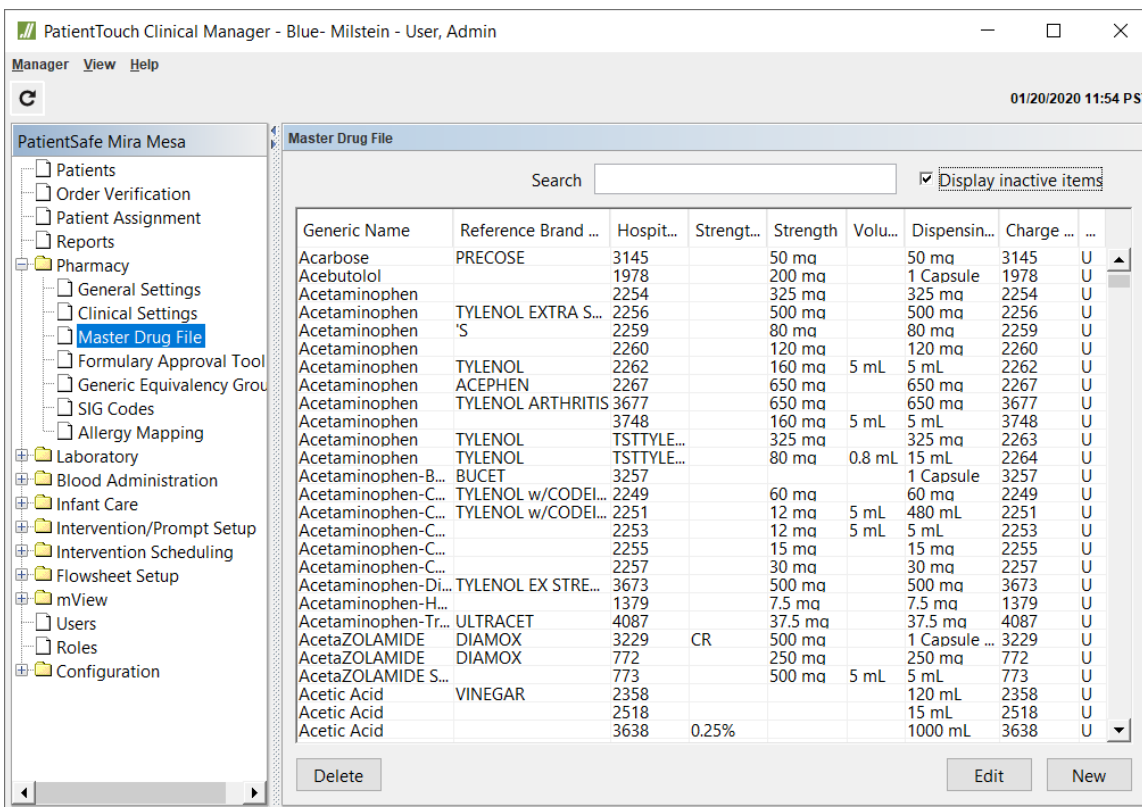 PatientTouch Clinical Manager - Blue- Milstein - User, Admin
Manager View Help
01/20/2020 11:54 PS
PatientSafe Mira Mesa
Patients
Order Verification
Patient Assignment
Reports
Pharmacy
General Settings
Clinical Settings
Master Drug File
Formulary Approval Tool
Generic Equivalency Grou
SIG Codes
Allergy Mapping
Laboratory
Blood Administration
Infant Care
Intervention/Prompt Setup
Intervention Scheduling
Flowsheet Setup
mView
Users
Roles
Configuration
Master Drug File
Search Display inactive items
Generic Name Reference Brand ... Hospit... Strengt... Strength Volu... Dispensin... Charge ... ...
Acarbose PRECOSE 3145 50 mg 50 mg 3145 U
Acebutolol 1978 200 mg 1 Capsule 1978 U
Acetaminophen 2254 325 mg 325 mg 2254 U
Acetaminophen TYLENOL EXTRA S... 2256 500 mg 500 mg 2256 U
Acetaminophen 'S 2259 80 mg 80 mg 2259 U
Acetaminophen 2260 120 mg 120 mg 2260 U
Acetaminophen TYLENOL 2262 160 mg 5 mL 5 mL 2262 U
Acetaminophen ACEPHEN 2267 650 mg 650 mg 2267 U
Acetaminophen TYLENOL ARTHRITIS 3677 650 mg 650 mg 3677 U
Acetaminophen 3748 160 mg 5 mL 5 mL 3748 U
Acetaminophen TYLENOL TSTTYLE... 325 mg 325 mg 2263 U
Acetaminophen TYLENOL TSTTYLE... 80 mg 0.8 mL 15 mL 2264 U
Acetaminophen-B... BUCET 3257 1 Capsule 3257 U
Acetaminophen-C... TYLENOL w/CODEI... 2249 60 mg 60 mg 2249 U
Acetaminophen-C... TYLENOL w/CODEI... 2251 12 mg 5 mL 480 mL 2251 U
Acetaminophen-C... 2253 12 mg 5 mL 5 mL 2253 U
Acetaminophen-C... 2255 15 mg 15 mg 2255 U
Acetaminophen-C... 2257 30 mg 30 mg 2257 U
Acetaminophen-Di... TYLENOL EX STRE... 3673 500 mg 500 mg 3673 U
Acetaminophen-H... 1379 7.5 mg 7.5 mg 1379 U
Acetaminophen-Tr... ULTRACET 4087 37.5 mg 37.5 mg 4087 U
AcetaZOLAMIDE DIAMOX 3229 CR 500 mg 1 Capsule ... 3229 U
AcetaZOLAMIDE DIAMOX 772 250 mg 250 mg 772 U
AcetaZOLAMIDE S... 773 500 mg 5 mL 5 mL 773 U
Acetic Acid VINEGAR 2358 120 mL 2358 U
Acetic Acid 2518 15 mL 2518 U
Acetic Acid 3638 0.25% 1000 mL 3638 U
Delete Edit New